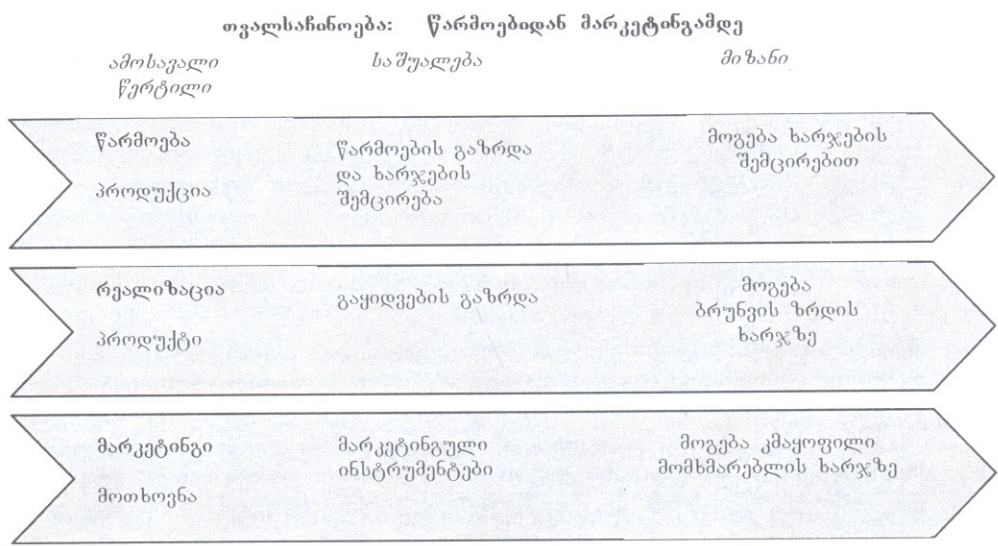 თვალსაჩინოება: წარმოებიდან მარკეტინგამდე
ამოსავალი წერტილი
საშუალება
მიზანი
წარმოება
პროდუქცია
წარმოების გაზრდა
და ხარჯების
შემცირება
მოგება ხარჯების
შემცირებით
რეალიზაცია
პროდუქტი
გაყიდვების გაზრდა
მოგება
ბრუნვის ზრდის
ხარჯზე
მარკეტინგი
მოთხოვნა
მარკეტინგული
ინსტრუმენტები
მოგება კმაყოფილი
მომხმარებლის ხარჯზე